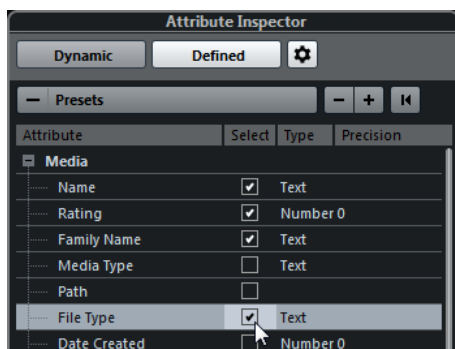 Attribute Inspector
Dynamic Defined
Presets
Attribute Select Type Precision
Media
Name Text
Rating Number 0
Family Name Text
Media Type Text
Path
File Type Text
Date Created Number 0